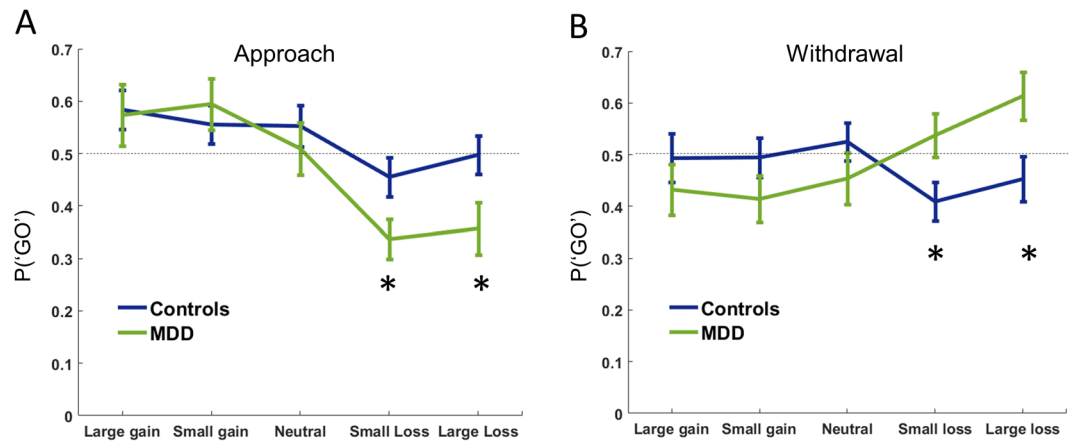 A
Approach
0.7
0.6
0.5
0.4
0.3
0.2
0.1
0
P('GO')
Controls
MDD
*
*
Large gain Small gain Neutral Small Loss Large Loss
B
Withdrawal
0.7
0.6
0.5
0.4
0.3
0.2
0.1
0
P('GO')
Controls
MDD
*
*
Large gain Small gain Neutral Small loss Large loss